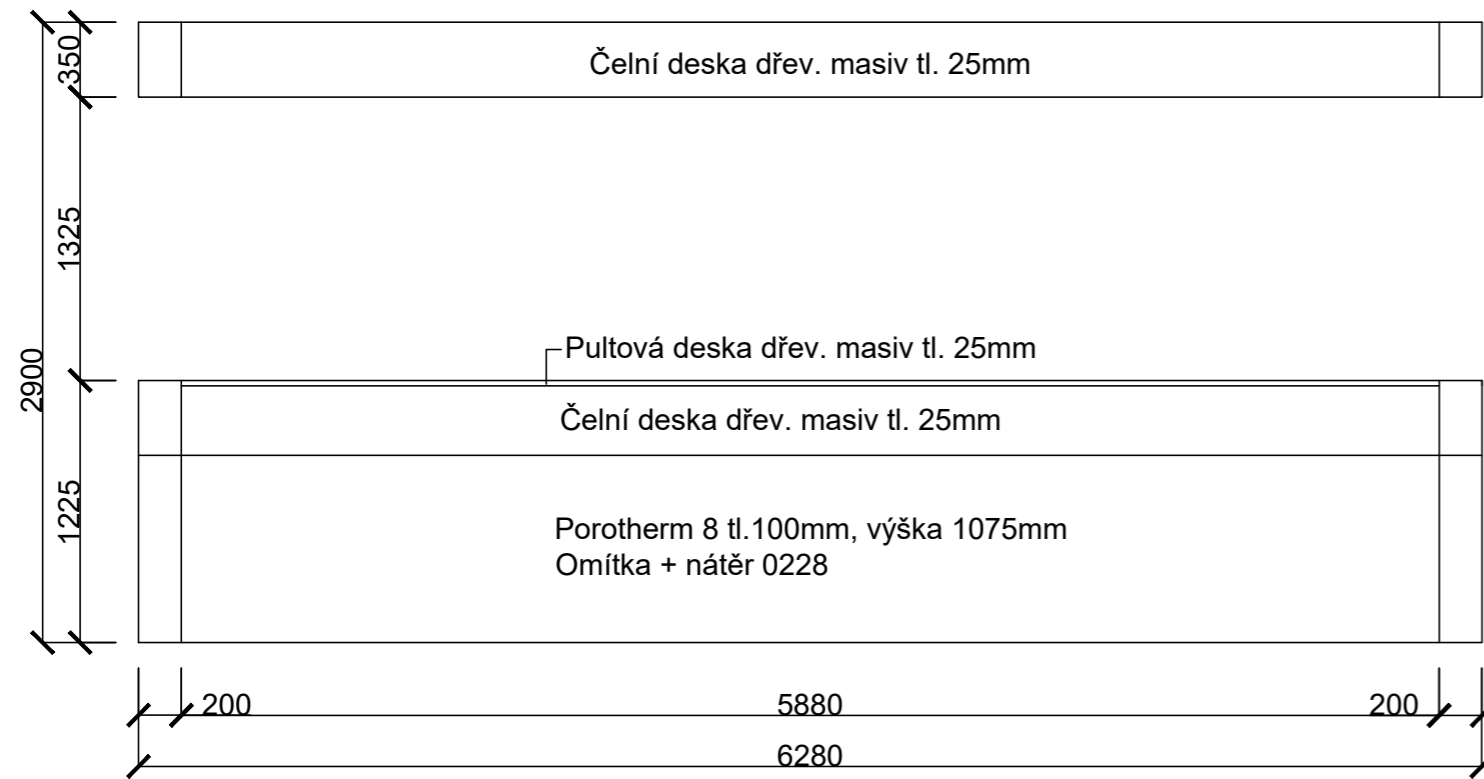 350
Čelní deska dřev. masiv tl. 25mm
1325
2900
Pultová deska dřev. masiv tl. 25mm
Čelní deska dřev. masiv tl. 25mm
1225
Porotherm 8 tl.100mm, výška 1075mm
Omítka + nátěr 0228
200
5880
200
6280